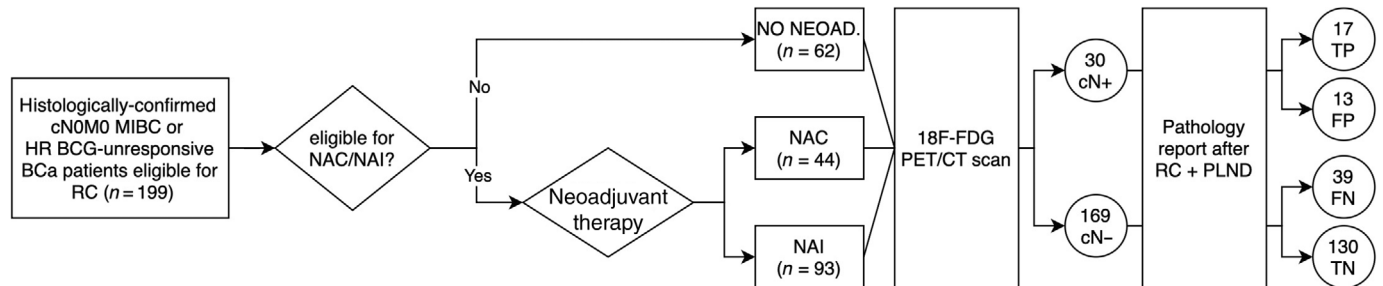 Histologically-confirmed
cN0M0 MIBC or
HR BCG-unresponsive
BCa patients eligible for
RC (n = 199)
eligible for
NAC/NAI?
No
Yes
Neoadjuvant
therapy
NO NEOAD.
(n = 62)
NAC
(n = 44)
NAI
(n = 93)
18F-FDG
PET/CT scan
30
cN+
169
cN−
Pathology
report after
RC + PLND
17
TP
13
FP
39
FN
130
TN